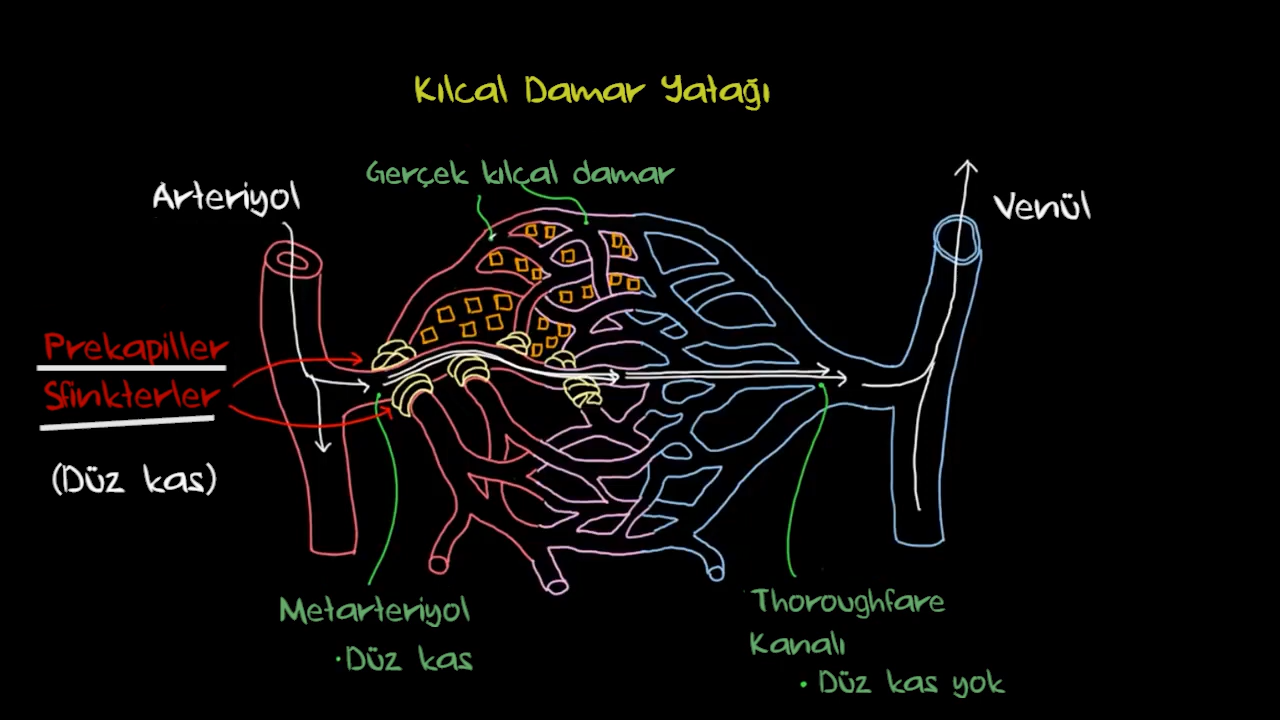 Kılcal Damar Yatağı
Gerçek kılcal damar
Arteriyol
Venül
Prekapiller
Sfinkterler
(Düz kas)
Metarteriyol
• Düz kas
Thoroughfare
Kanalı
• Düz kas yok